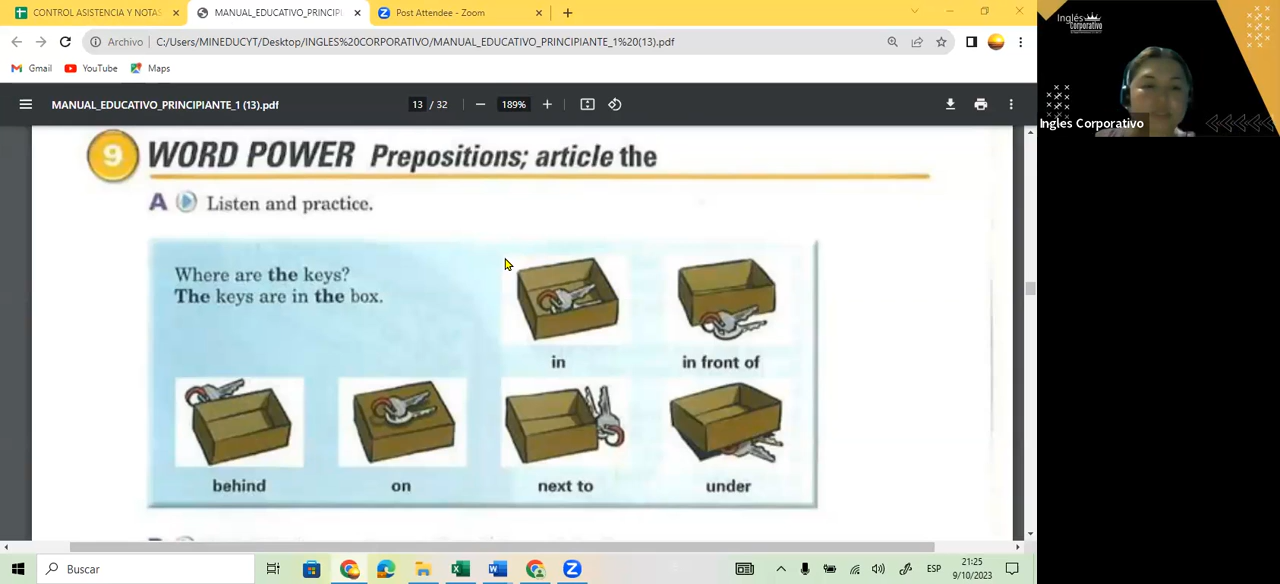 CONTROL ASISTENCIA Y NOTAS
MANUAL_EDUCATIVO_PRINCIPI
Post Attendee - Zoom
Archivo
C:/Users/MINEDUCYT/Desktop/INGLES%20CORPORATIVO/MANUAL_EDUCATIVO_PRINCIPIANTE_1%20(13).pdf
Gmail
YouTube
Maps
MANUAL_EDUCATIVO_PRINCIPIANTE_1 (13).pdf
13 / 32
189%
Inglés
Corporativo
Ingles Corporativo
9 WORD POWER Prepositions; article the
A Listen and practice.
Where are the keys?
The keys are in the box.
in
in front of
behind
on
next to
under
Buscar
ESP
21:25
9/10/2023